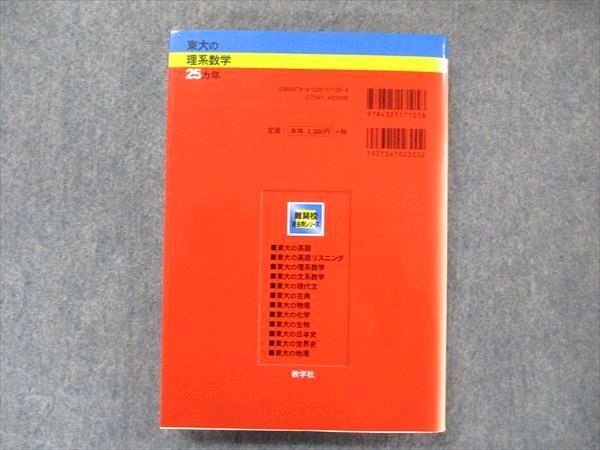 東大の
理系数学
25カ年
ISBN978-4-325-17105-8
C7341 ¥2300E
定価:本体 2,300円 +税
9784325171058
1927341023002
難関校
過去問シリーズ
■東大の英語
■東大の英語リスニング
■東大の理系数学
■東大の文系数学
■東大の現代文
■東大の古典
■東大の物理
■東大の化学
■東大の生物
■東大の日本史
■東大の世界史
■東大の地理
教学社